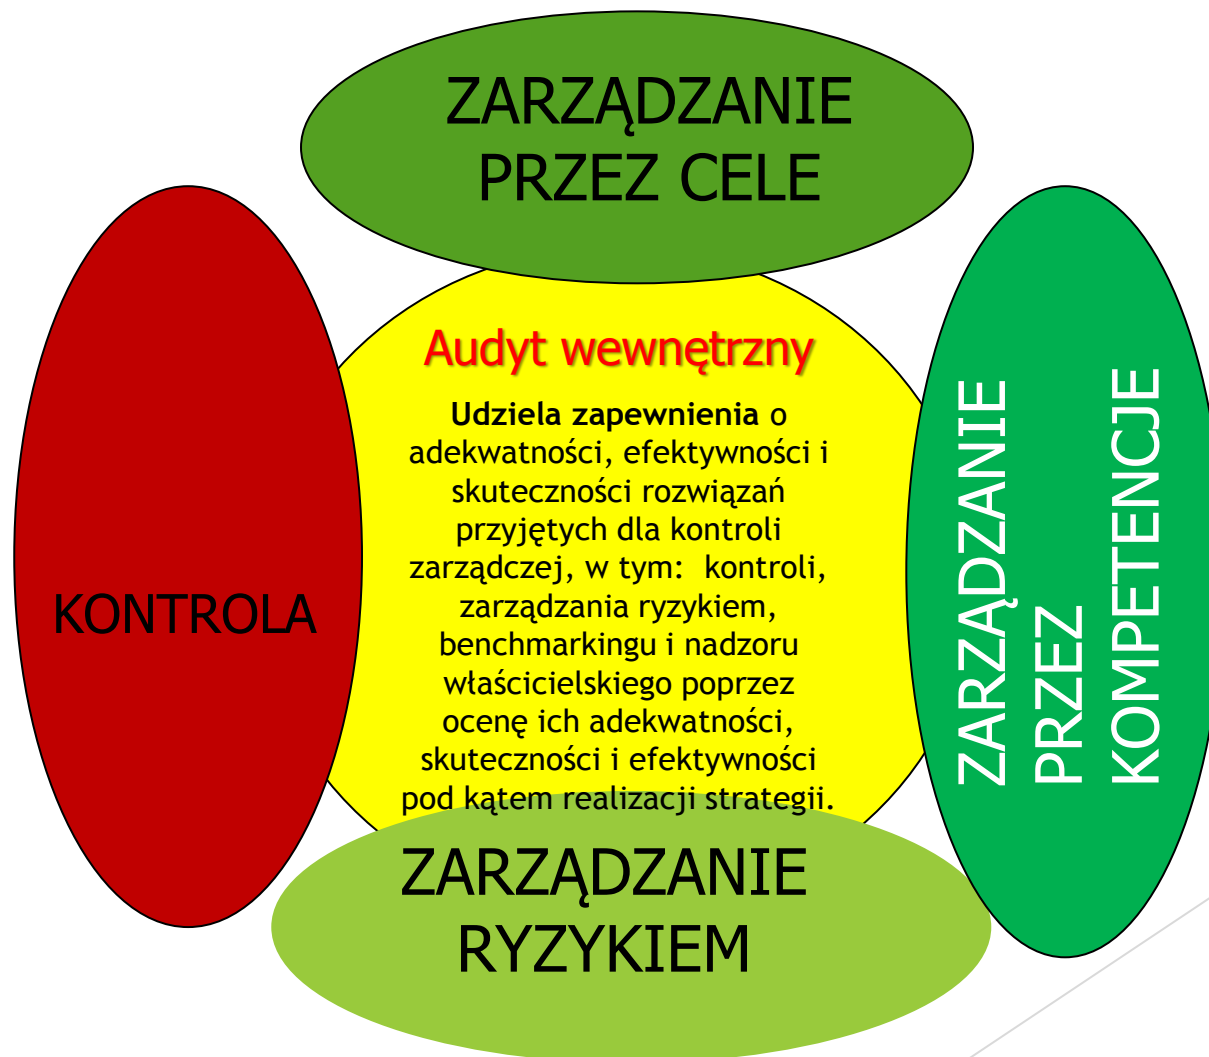 ZARZĄDZANIE
PRZEZ CELE
Audyt wewnętrzny
Udziela zapewnienia o
adekwatności, efektywności i
skuteczności rozwiązań
przyjętych dla kontroli
zarządczej, w tym:  kontroli,
zarządzania ryzykiem,
benchmarkingu i nadzoru
właścicielskiego poprzez
ocenę ich adekwatności,
skuteczności i efektywności
pod kątem realizacji strategii.
KONTROLA
ZARZĄDZANIE
PRZEZ
KOMPETENCJE
ZARZĄDZANIE
RYZYKIEM